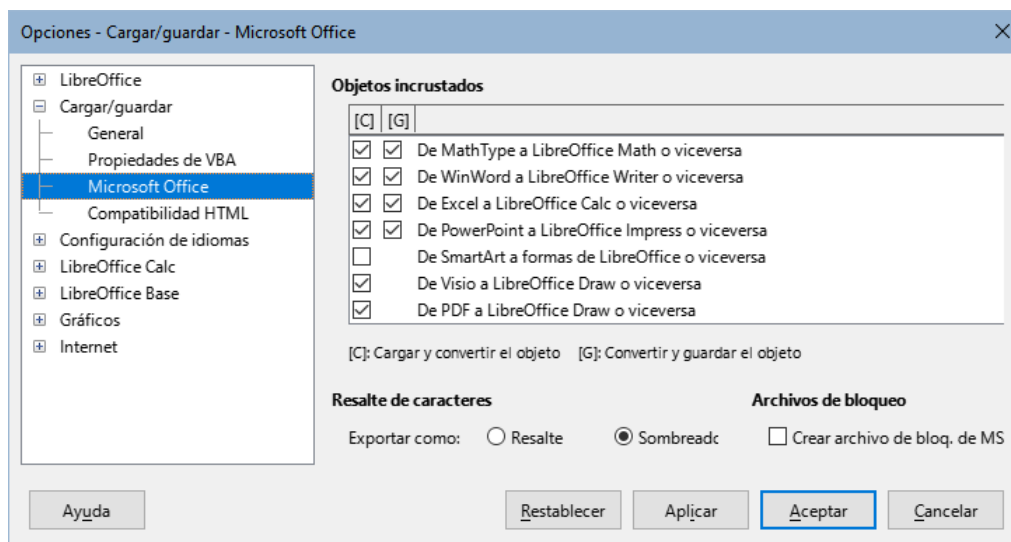 Opciones - Cargar/guardar - Microsoft Office
LibreOffice
Cargar/guardar
General
Propiedades de VBA
Microsoft Office
Compatibilidad HTML
Configuración de idiomas
LibreOffice Calc
LibreOffice Base
Gráficos
Internet
Objetos incrustados
[C] [G]
De MathType a LibreOffice Math o viceversa
De WinWord a LibreOffice Writer o viceversa
De Excel a LibreOffice Calc o viceversa
De PowerPoint a LibreOffice Impress o viceversa
De SmartArt a formas de LibreOffice o viceversa
De Visio a LibreOffice Draw o viceversa
De PDF a LibreOffice Draw o viceversa
[C]: Cargar y convertir el objeto [G]: Convertir y guardar el objeto
Resalte de caracteres Archivos de bloqueo
Exportar como: Resalte Sombreadc Crear archivo de bloq. de MS
Ayuda Restablecer Aplicar Aceptar Cancelar